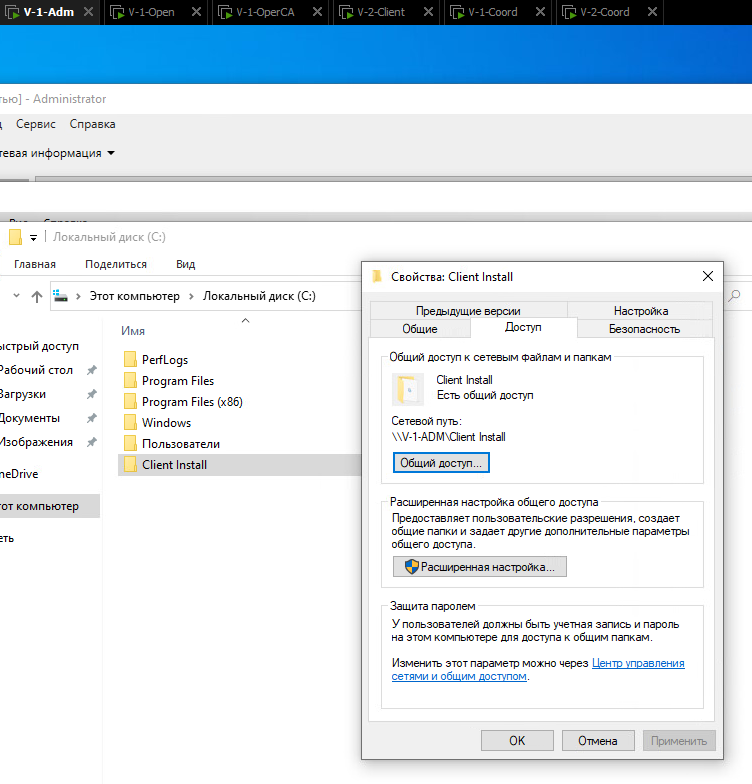 V-1-Adm V-1-Open V-1-OperCA V-2-Client V-1-Coord V-2-Coord
тью] - Administrator
Сервис Справка
тевая информация
Локальный диск (C:)
Главная Поделиться Вид
Этот компьютер Локальный диск (C:)
Имя
ыстрый доступ
Рабочий стол
Загрузки
Документы
Изображения
neDrive
тот компьютер
еть
PerfLogs
Program Files
Program Files (x86)
Windows
Пользователи
Client Install
Свойства: Client Install
Предыдущие версии Настройка
Общие Доступ Безопасность
Общий доступ к сетевым файлам и папкам
Client Install
Есть общий доступ
Сетевой путь:
\\V-1-ADM\Client Install
Общий доступ...
Расширенная настройка общего доступа
Предоставляет пользовательские разрешения, создает
общие папки и задает другие дополнительные параметры
общего доступа.
Расширенная настройка...
Защита паролем
У пользователей должны быть учетная запись и пароль
на этом компьютере для доступа к общим папкам.
Изменить этот параметр можно через Центр управления
сетями и общим доступом.
OK Отмена Применить